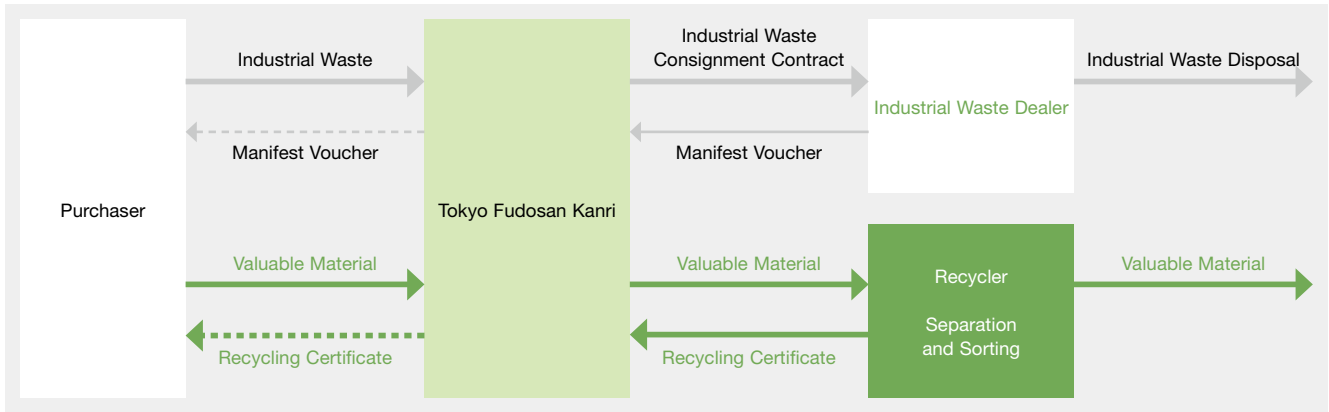 Purchaser
Industrial Waste
Manifest Voucher
Valuable Material
Recycling Certificate
Tokyo Fudosan Kanri
Industrial Waste
Consignment Contract
Manifest Voucher
Valuable Material
Recycling Certificate
Industrial Waste Dealer
Recycler
Separation
and Sorting
Industrial Waste Disposal
Valuable Material